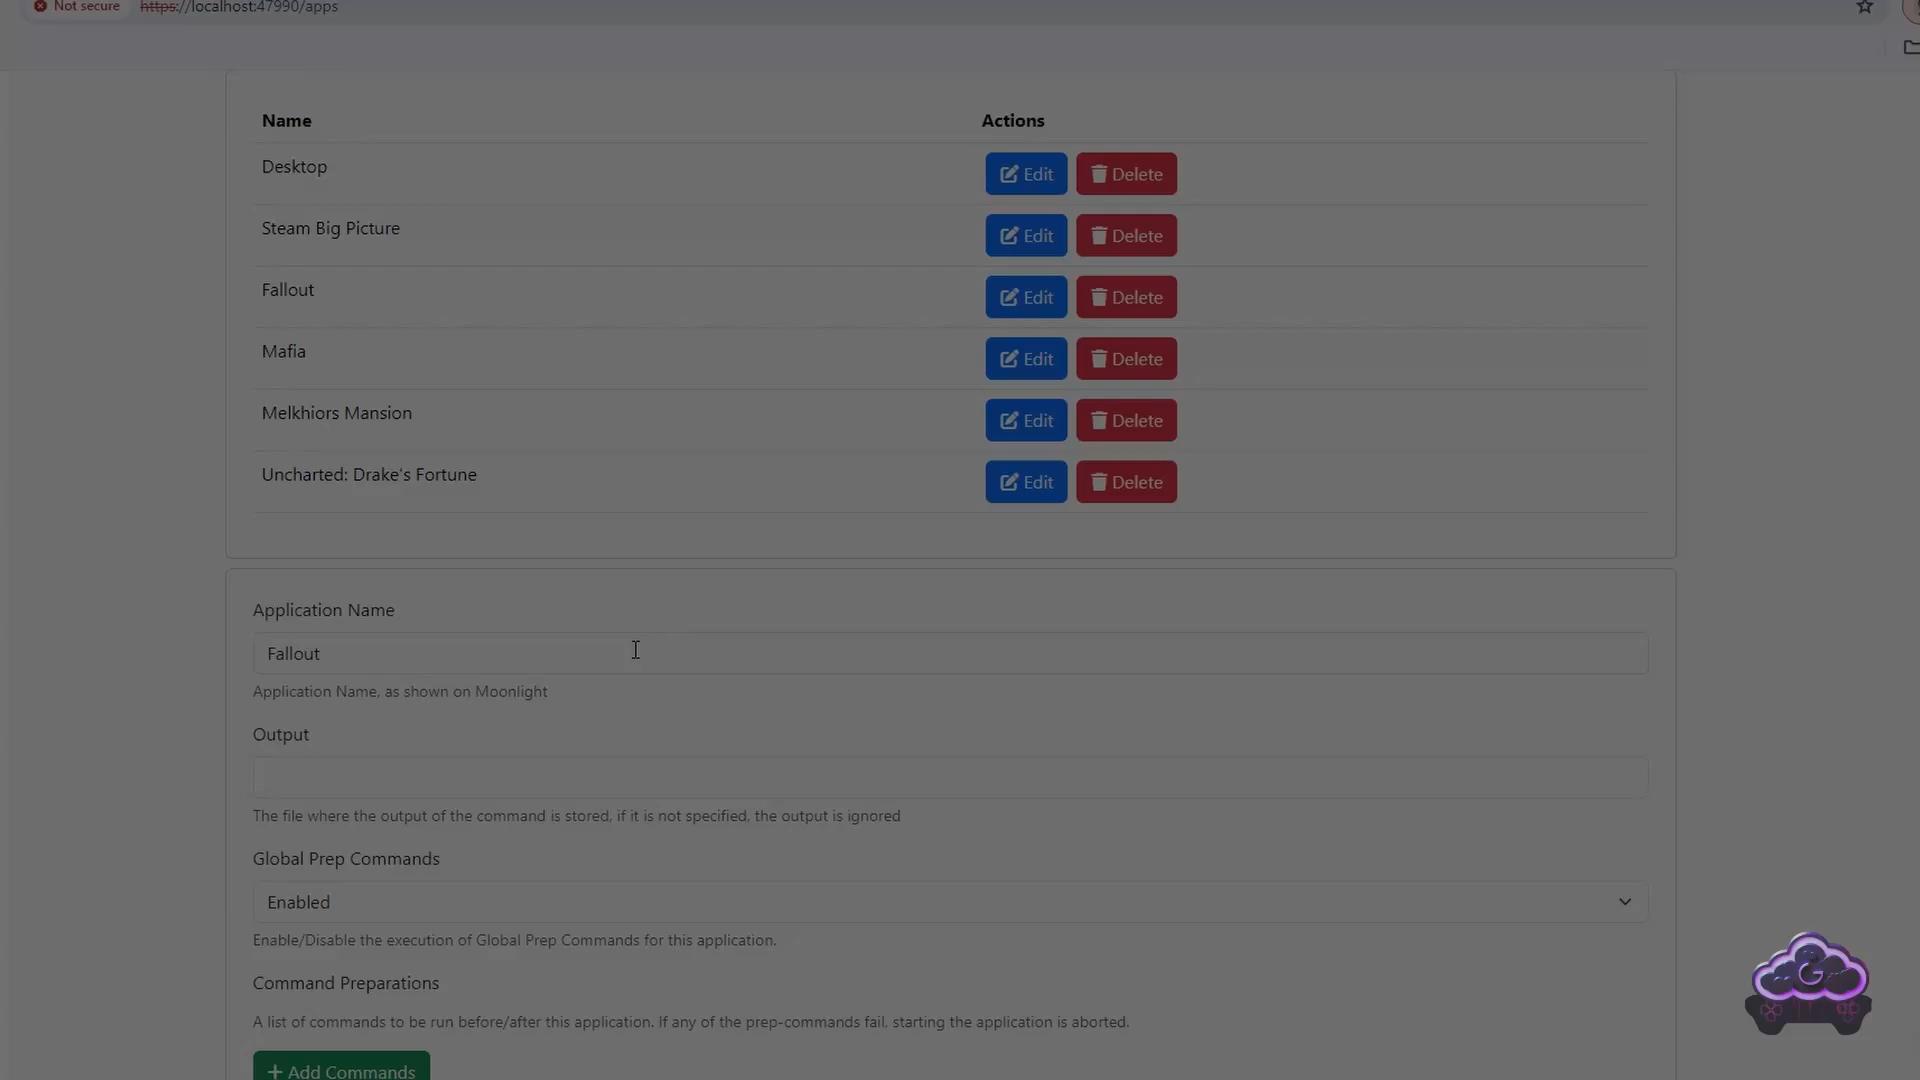 Not secure https://localhost:47990/apps
Name Actions
Desktop Edit Delete
Steam Big Picture Edit Delete
Fallout Edit Delete
Mafia Edit Delete
Melkhiors Mansion Edit Delete
Uncharted: Drake's Fortune Edit Delete
Application Name
Fallout
Application Name, as shown on Moonlight
Output
The file where the output of the command is stored, if it is not specified, the output is ignored
Global Prep Commands
Enabled
Enable/Disable the execution of Global Prep Commands for this application.
Command Preparations
A list of commands to be run before/after this application. If any of the prep-commands fail, starting the application is aborted.
+ Add Commands
G